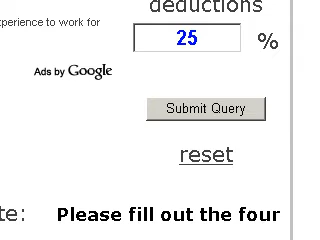 deductions
xperience to work for
25 %
Ads by Google
Submit Query
reset
te: Please fill out the four